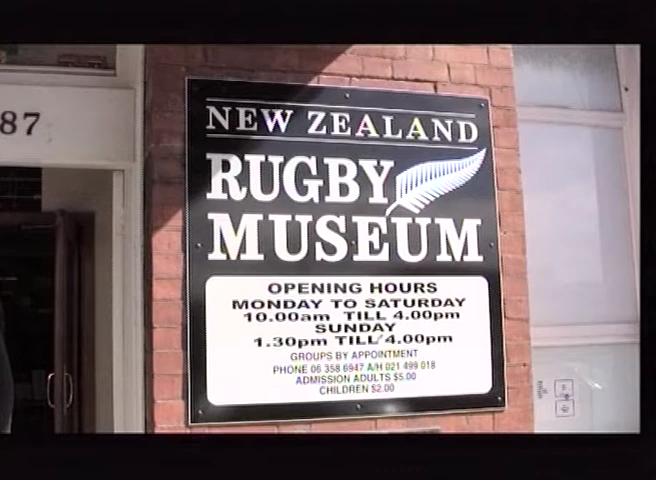 87
NEW ZEALAND
RUGBY
MUSEUM
OPENING HOURS
MONDAY TO SATURDAY
10.00am TILL 4.00pm
SUNDAY
1.30pm TILL 4.00pm
GROUPS BY APPOINTMENT
PHONE 06 358 6947 A/H 021 499 018
ADMISSION ADULTS $5.00
CHILDREN $2.00